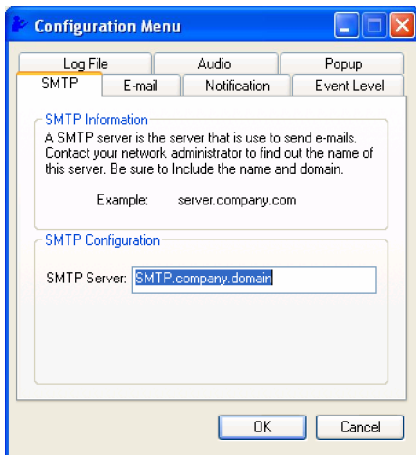 Configuration Menu
Log File Audio Popup
SMTP E-mail Notification Event Level
SMTP Information
A SMTP server is the server that is use to
send e-mails.
Contact your network administrator to find
out the name of
this server. Be sure to Include the name and
domain.
Example: server.company.com
SMTP Configuration
SMTP Server: SMTP.company.domain
OK Cancel